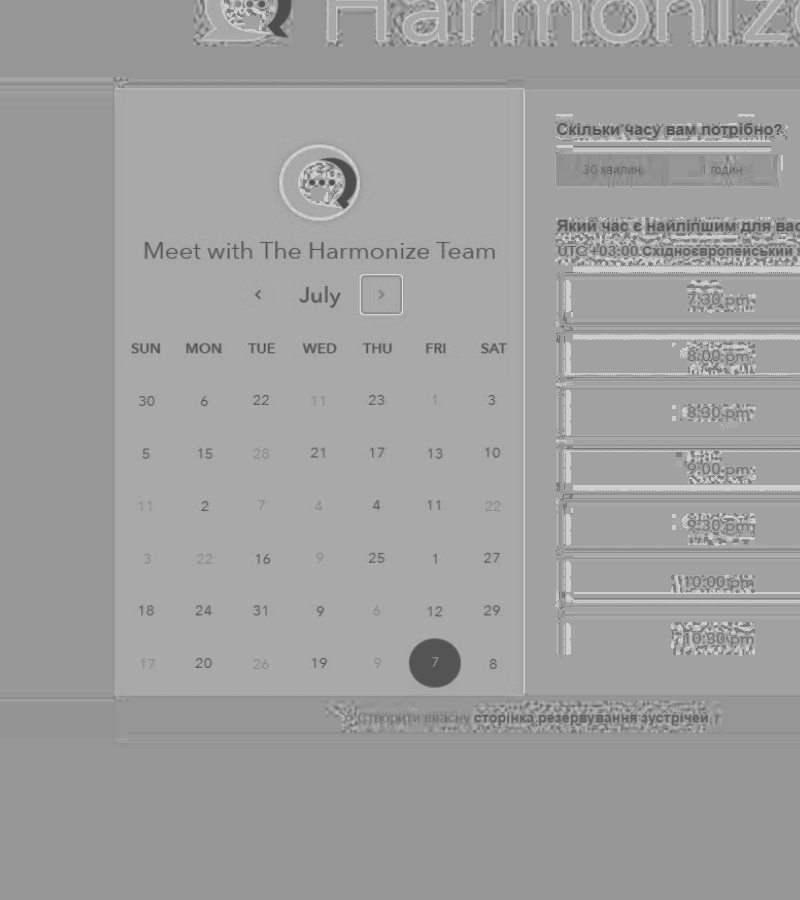 Harmonize
Meet with The Harmonize Team
July
SUN MON TUE WED THU FRI SAT
30 6 22 11 23 1 3
5 15 28 21 17 13 10
11 2 7 4 4 11 22
3 22 16 9 25 1 27
18 24 31 9 6 12 29
17 20 26 19 9 7 8
Скільки часу вам потрібно?
30 хвилин 1 годин
Який час є найліпшим для вас
UTC+03:00 Східноєвропейський
7:30 pm
8:00 pm
8:30 pm
9:00 pm
9:30 pm
10:00 pm
10:30 pm
Створити власну сторінка резервування зустрічей